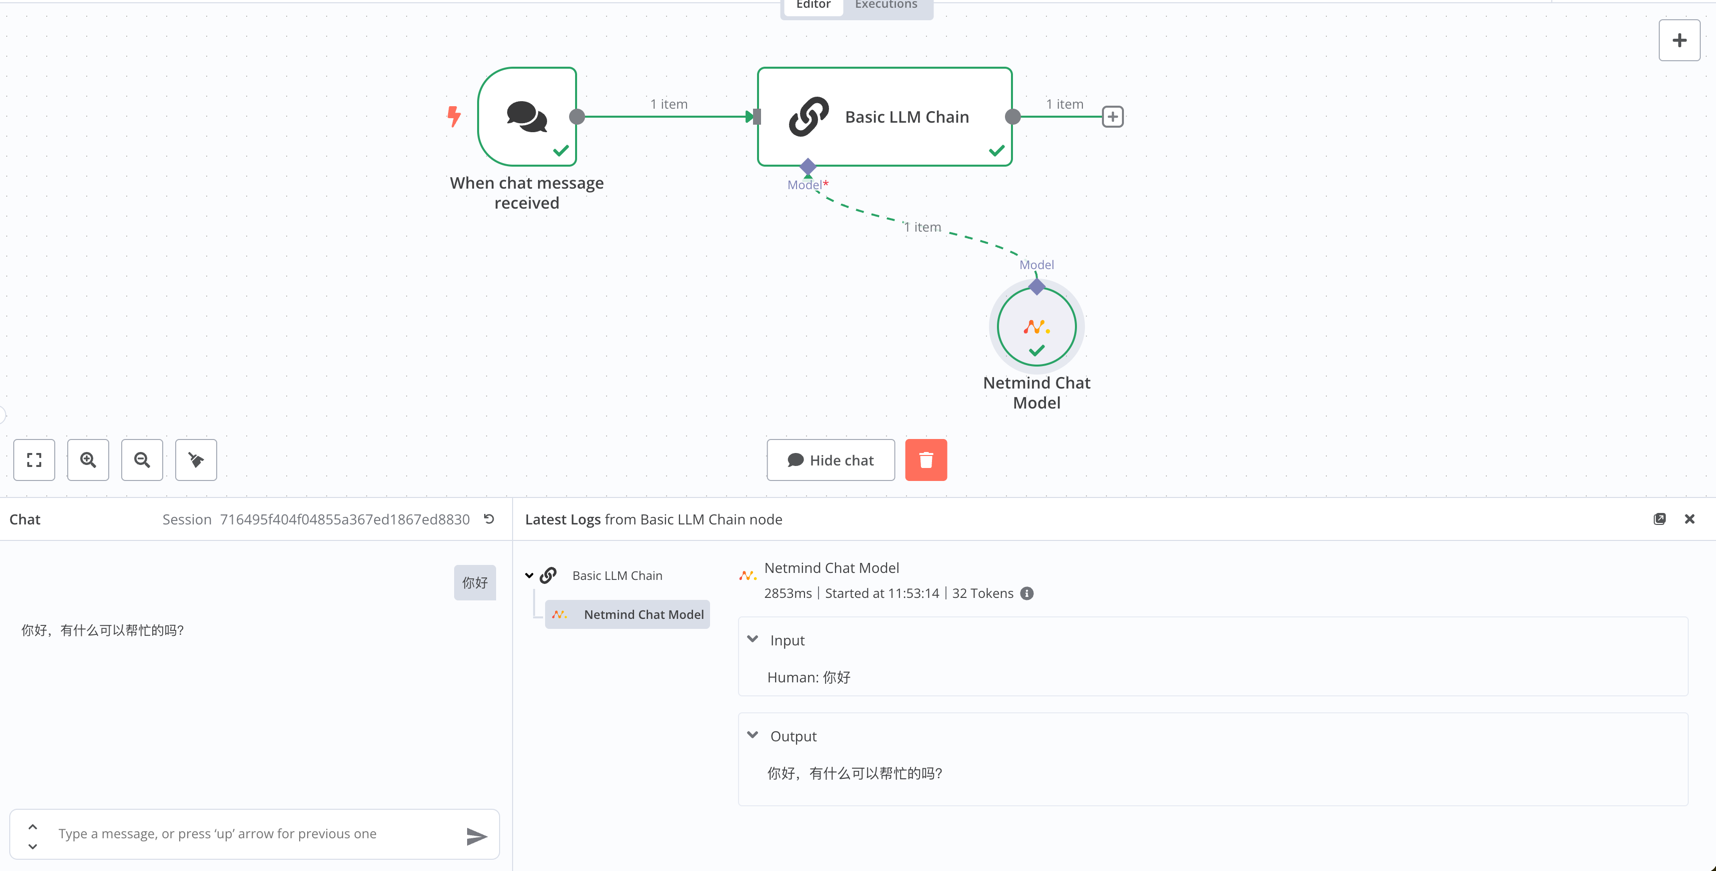 Editor
Executions
1 item
Basic LLM Chain
1 item
When chat message
received
Model*
1 item
Model
Netmind Chat
Model
Hide chat
Chat
Session 716495f404f04855a367ed1867ed8830
Latest Logs from Basic LLM Chain node
你好
你好，有什么可以帮忙的吗?
Type a message, or press ‘up’ arrow for previous one
Basic LLM Chain
Netmind Chat Model
Netmind Chat Model
2853ms | Started at 11:53:14 | 32 Tokens
Input
Human: 你好
Output
你好，有什么可以帮忙的吗?